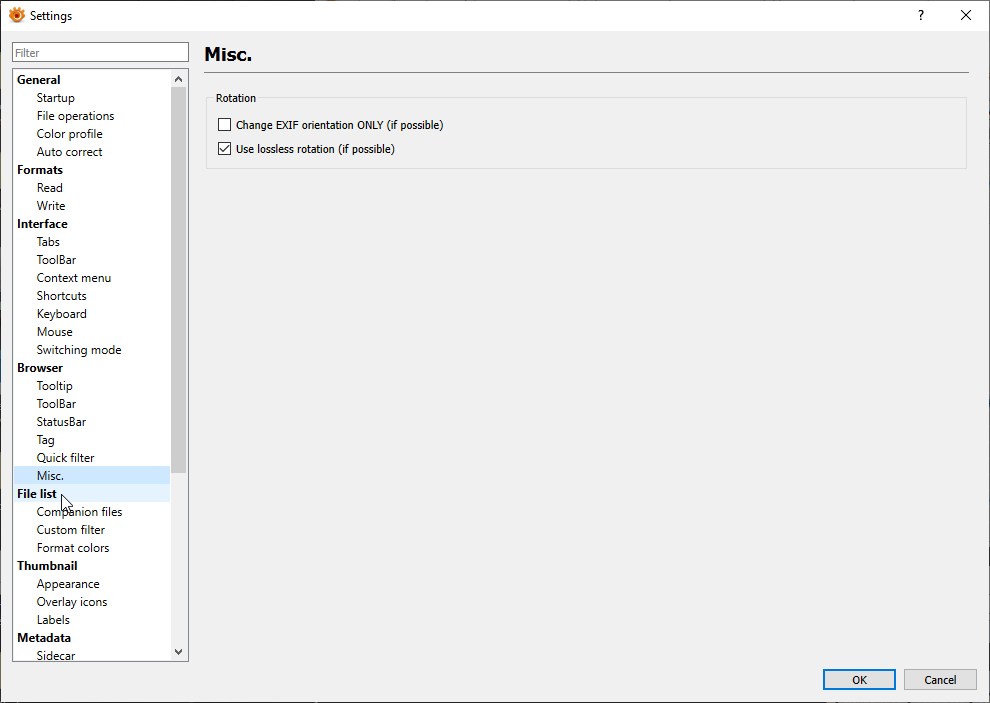 Settings
?
Filter
General
Startup
File operations
Color profile
Auto correct
Formats
Read
Write
Interface
Tabs
ToolBar
Context menu
Shortcuts
Keyboard
Mouse
Switching mode
Browser
Tooltip
ToolBar
StatusBar
Tag
Quick filter
Misc.
File list
Companion files
Custom filter
Format colors
Thumbnail
Appearance
Overlay icons
Labels
Metadata
Sidecar
Misc.
Rotation
Change EXIF orientation ONLY (if possible)
Use lossless rotation (if possible)
OK
Cancel